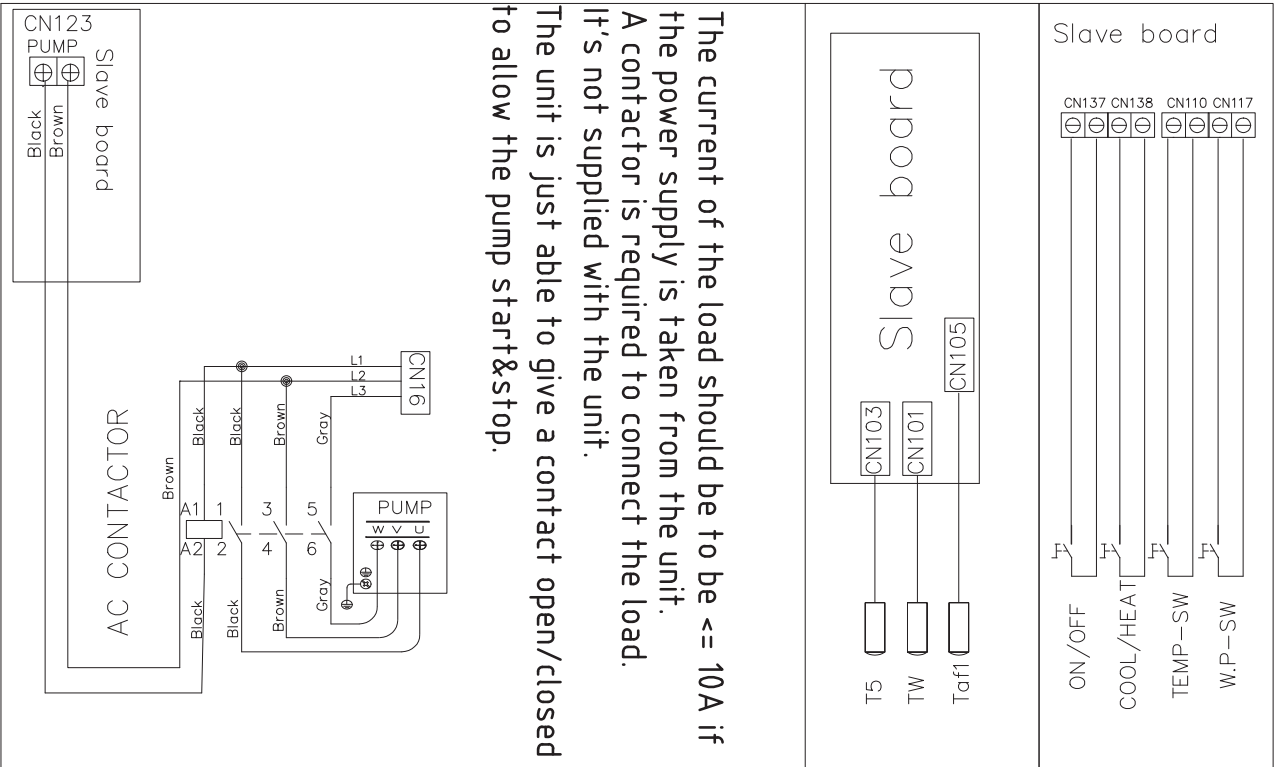 CN123
PUMP
Slave board
Black
Brown
CN16
L1
L2
L3
AC CONTACTOR
Black
Black
Brown
Gray
Brown
A1 1 3 5
A2 2 4 6
PUMP
W V U
Black
Black
Brown
Gray
The current of the load should be to be <= 10A if
the power supply is taken from the unit.
A contactor is required to connect the load.
It's not supplied with the unit.
The unit is just able to give a contact open/closed
to allow the pump start&stop.
Slave board
CN105
CN103
CN101
T5
TW
Taf1
Slave board
CN137 CN138 CN110 CN117
ON/OFF
COOL/HEAT
TEMP-SW
W.P-SW